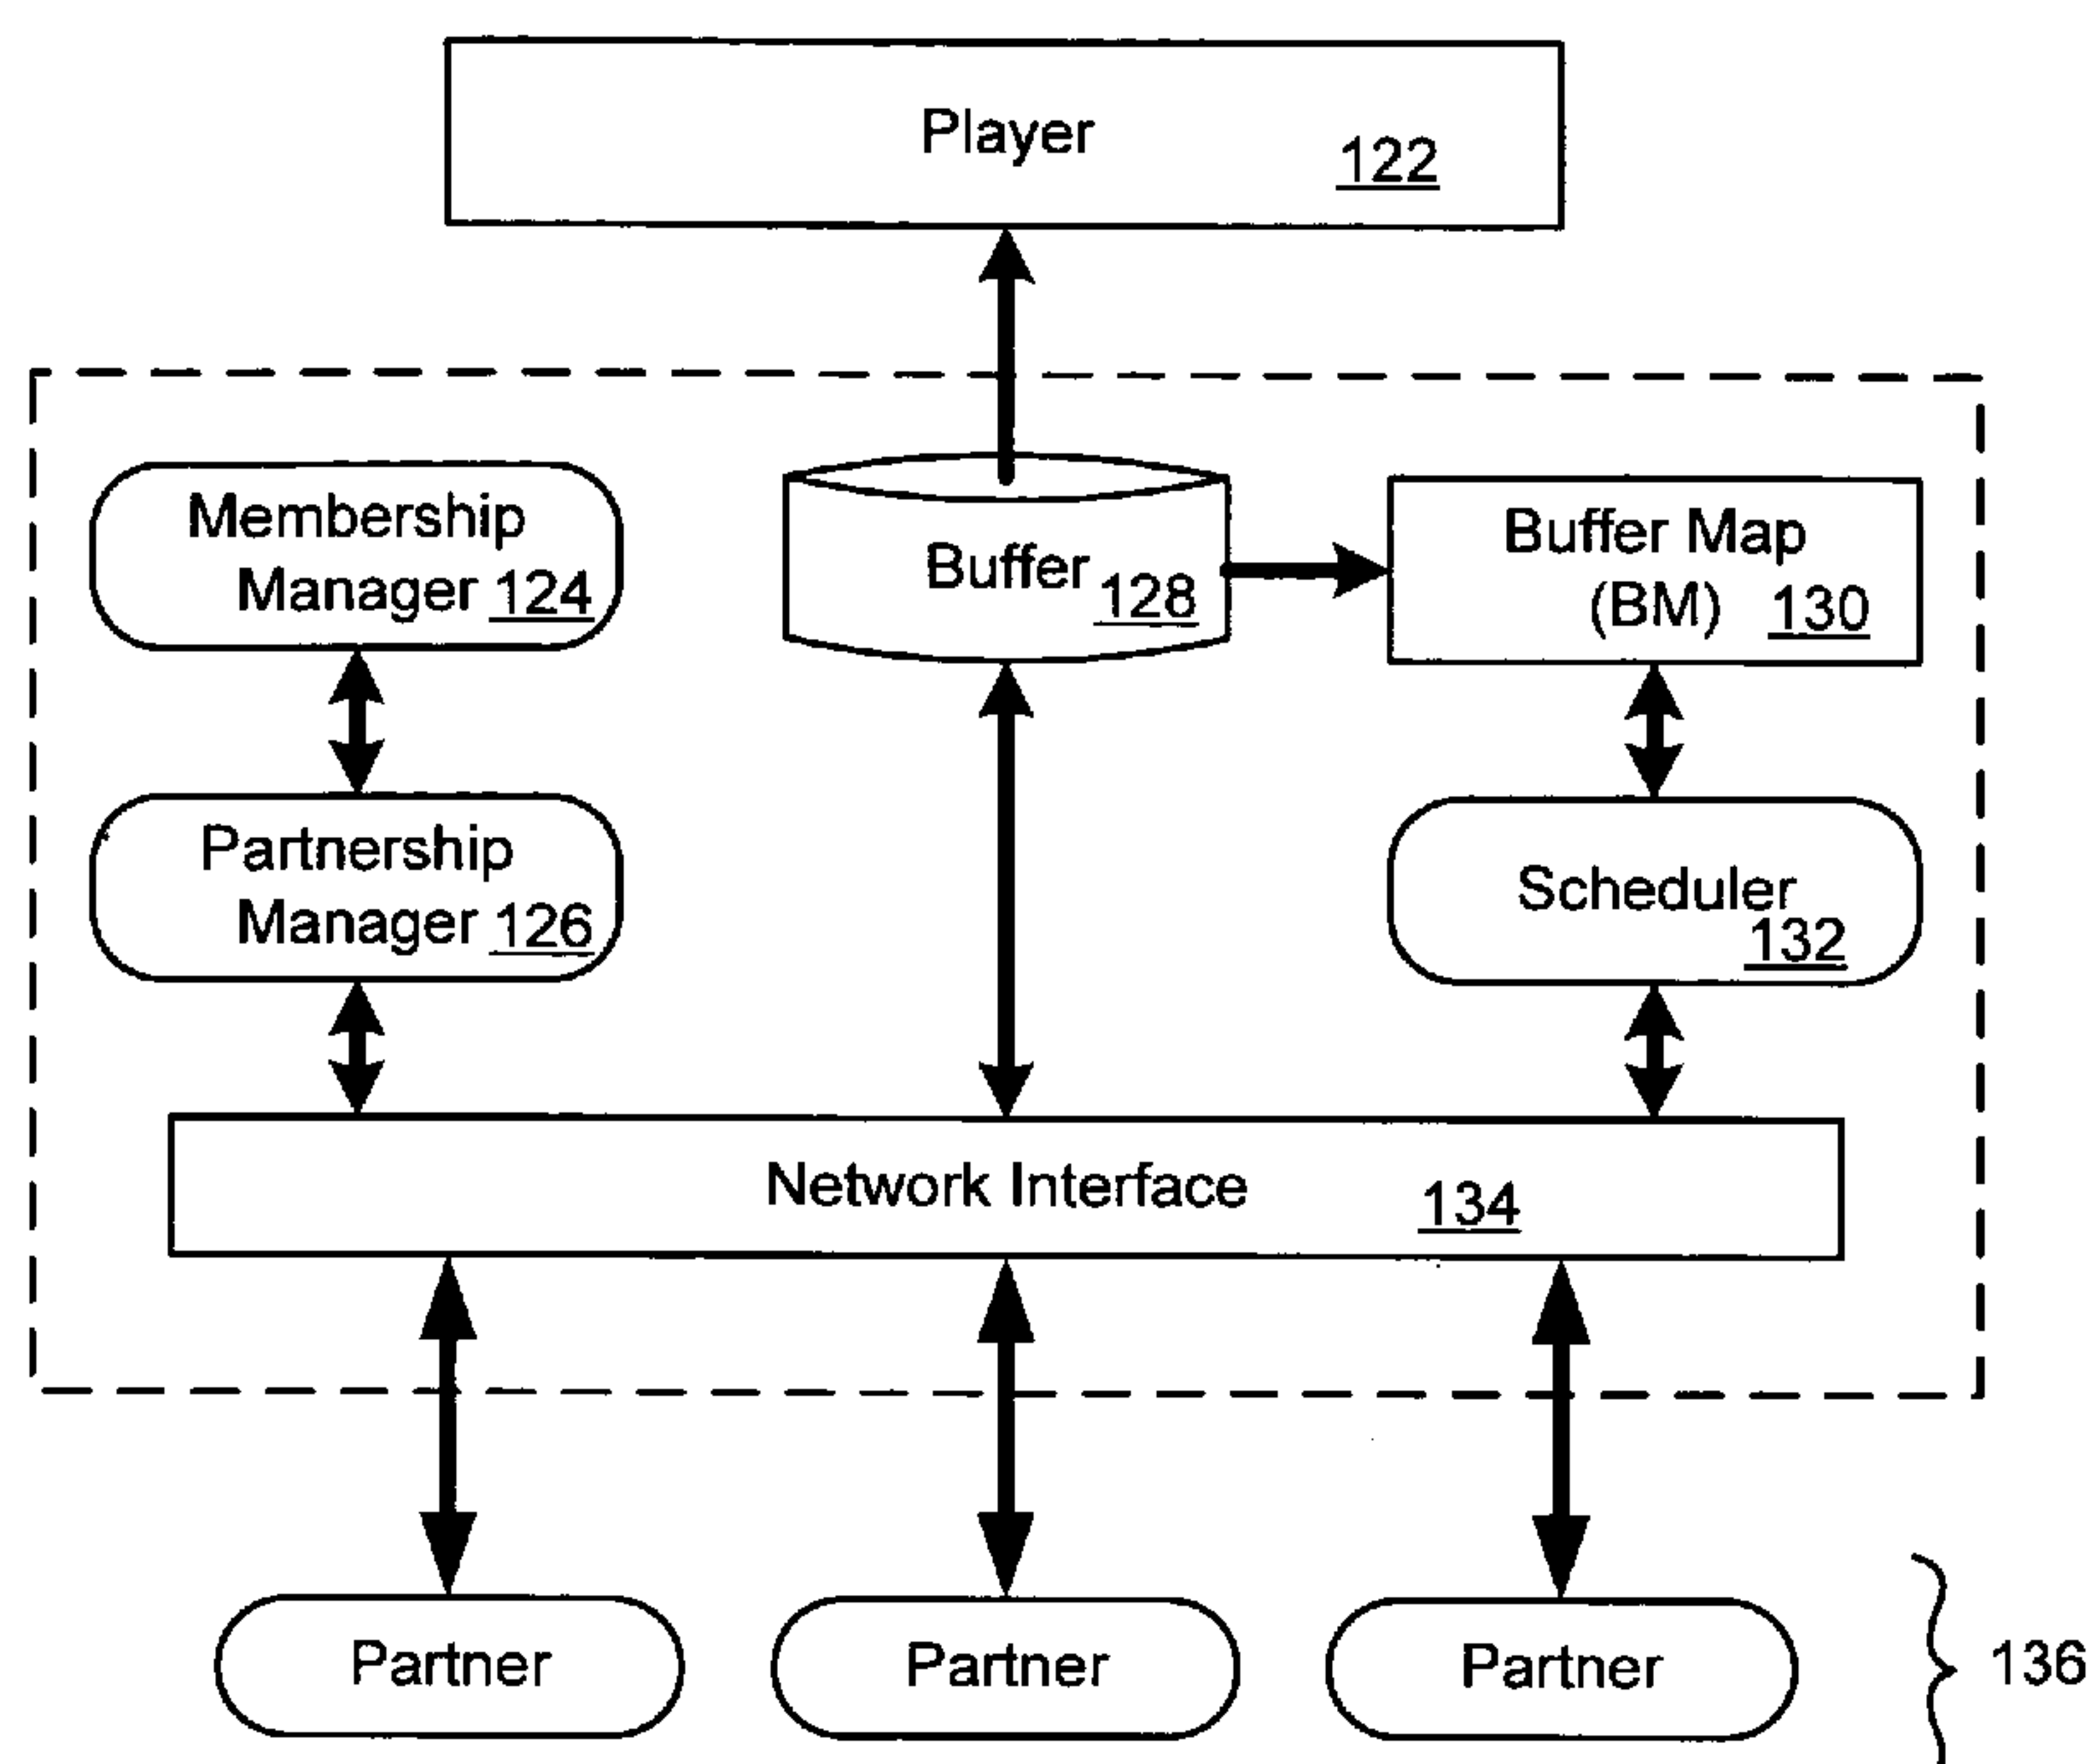 Player
122
Membership
Manager 124
Buffer 128
Buffer Map
(BM) 130
Partnership
Manager 126
Scheduler
132
Network Interface 134
Partner
Partner
Partner
136